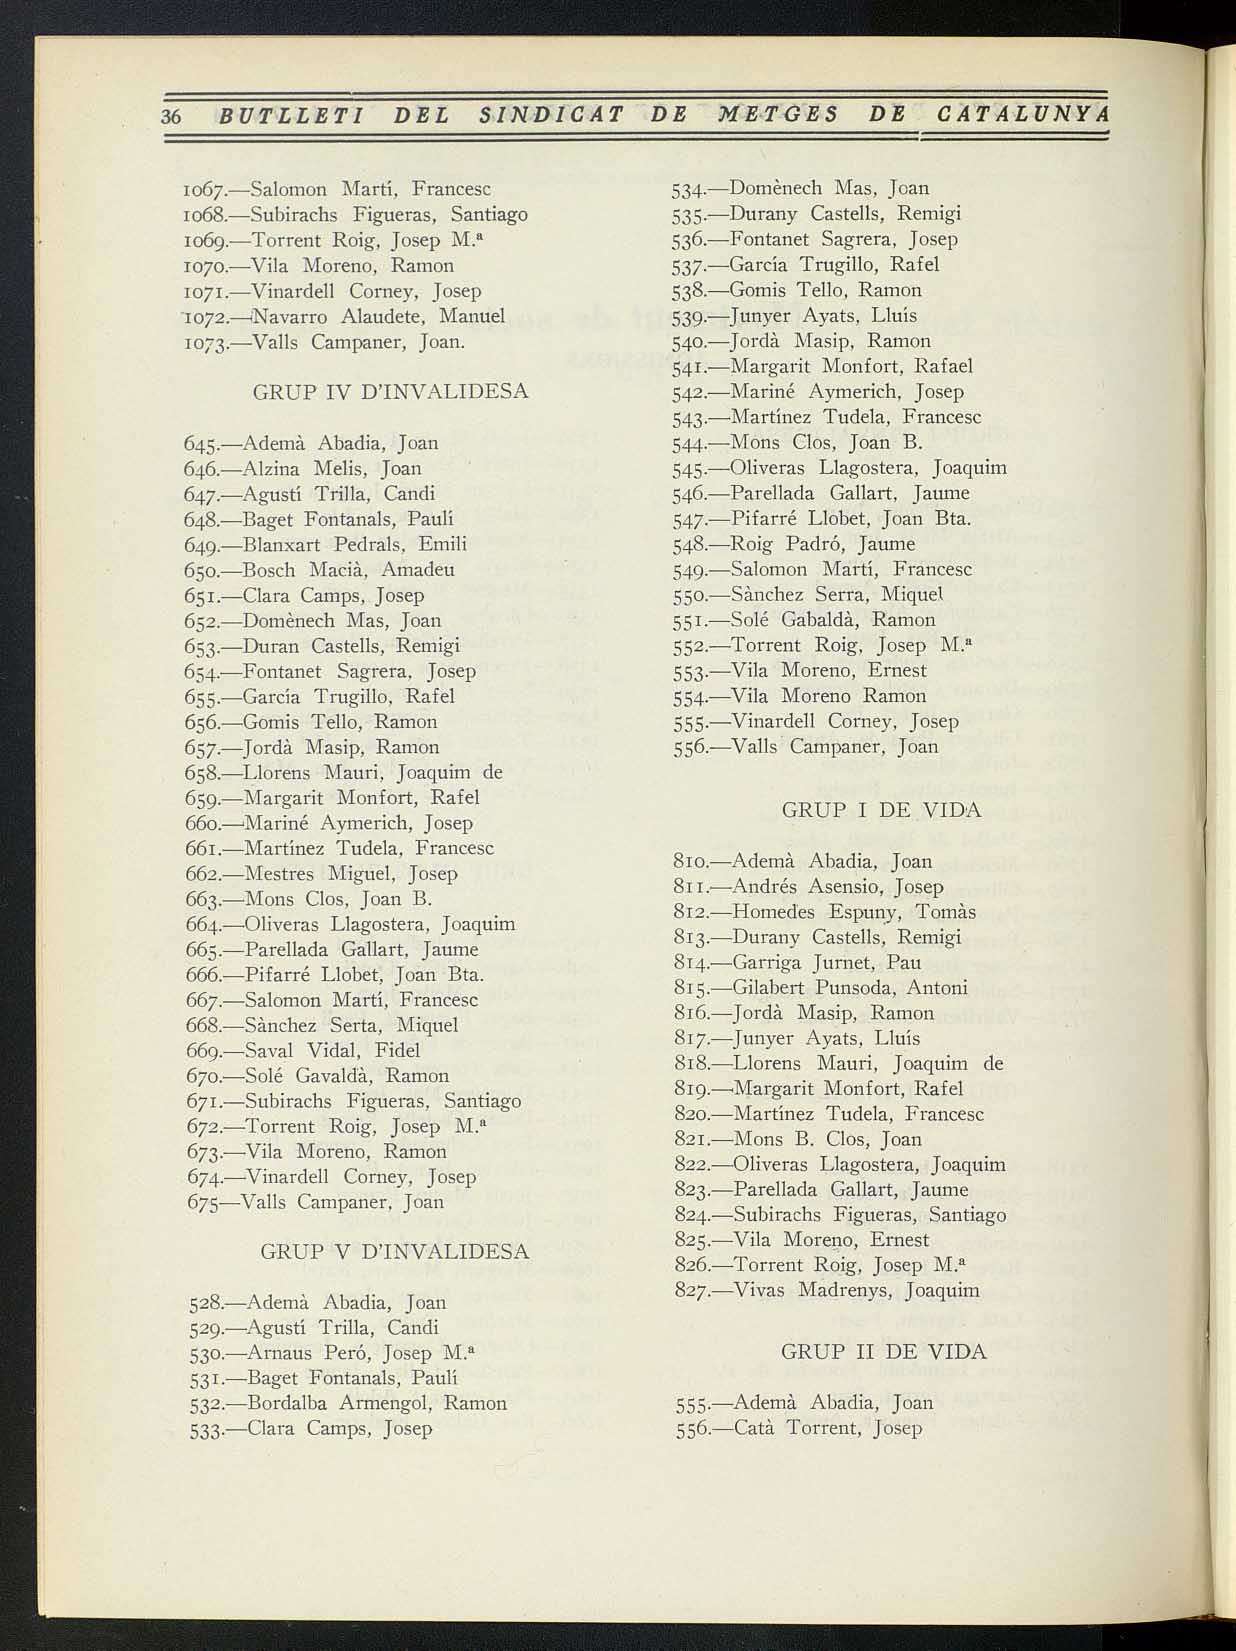 36 BUTLLETI DEL SINDICAT DE METGES DE CATALUNYA
1067.—Salomon Martí, Francesc
1068.—Subirachs Figueras, Santiago
1069.—Torrent Roig, Josep M.ª
1070.—Vila Moreno, Ramon
1071.—Vinardell Corney, Josep
1072.—Navarro Alaudete, Manuel
1073.—Valls Campaner, Joan.
GRUP IV D'INVALIDESA
645.—Ademà Abadia, Joan
646.—Alzina Melis, Joan
647.—Agustí Trilla, Candi
648.—Baget Fontanals, Paulí
649.—Blanxart Pedrals, Emili
650.—Bosch Macià, Amadeu
651.—Clara Camps, Josep
652.—Domènech Mas, Joan
653.—Duran Castells, Remigi
654.—Fontanet Sagrera, Josep
655.—García Trugillo, Rafel
656.—Gomis Tello, Ramon
657.—Jordà Masip, Ramon
658.—Llorens Mauri, Joaquim de
659.—Margarit Monfort, Rafel
660.—Mariné Aymerich, Josep
661.—Martínez Tudela, Francesc
662.—Mestres Miguel, Josep
663.—Mons Clos, Joan B.
664.—Oliveras Llagostera, Joaquim
665.—Parellada Gallart, Jaume
666.—Pifarré Llobet, Joan Bta.
667.—Salomon Martí, Francesc
668.—Sànchez Serta, Miquel
669.—Saval Vidal, Fidel
670.—Solé Gavaldà, Ramon
671.—Subirachs Figueras, Santiago
672.—Torrent Roig, Josep M.ª
673.—Vila Moreno, Ramon
674.—Vinardell Corney, Josep
675—Valls Campaner, Joan
GRUP V D'INVALIDESA
528.—Ademà Abadia, Joan
529.—Agustí Trilla, Candi
530.—Arnaus Peró, Josep M.ª
531.—Baget Fontanals, Paulí
532.—Bordalba Armengol, Ramon
533.—Clara Camps, Josep
534.—Domènech Mas, Joan
535.—Durany Castells, Remigi
536.—Fontanet Sagrera, Josep
537.—García Trugillo, Rafel
538.—Gomis Tello, Ramon
539.—Junyer Ayats, Lluís
540.—Jordà Masip, Ramon
541.—Margarit Monfort, Rafael
542.—Mariné Aymerich, Josep
543.—Martínez Tudela, Francesc
544.—Mons Clos, Joan B.
545.—Oliveras Llagostera, Joaquim
546.—Parellada Gallart, Jaume
547.—Pifarré Llobet, Joan Bta.
548.—Roig Padró, Jaume
549.—Salomon Martí, Francesc
550.—Sànchez Serra, Miquel
551.—Solé Gabaldà, Ramon
552.—Torrent Roig, Josep M.ª
553.—Vila Moreno, Ernest
554.—Vila Moreno Ramon
555.—Vinardell Corney, Josep
556.—Valls Campaner, Joan
GRUP I DE VIDA
810.—Ademà Abadia, Joan
811.—Andrés Asensio, Josep
812.—Homedes Espuny, Tomàs
813.—Durany Castells, Remigi
814.—Garriga Jurnet, Pau
815.—Gilabert Punsoda, Antoni
816.—Jordà Masip, Ramon
817.—Junyer Ayats, Lluís
818.—Llorens Mauri, Joaquim de
819.—Margarit Monfort, Rafel
820.—Martínez Tudela, Francesc
821.—Mons B. Clos, Joan
822.—Oliveras Llagostera, Joaquim
823.—Parellada Gallart, Jaume
824.—Subirachs Figueras, Santiago
825.—Vila Moreno, Ernest
826.—Torrent Roig, Josep M.ª
827.—Vivas Madrenys, Joaquim
GRUP II DE VIDA
555.—Ademà Abadia, Joan
556.—Catà Torrent, Josep